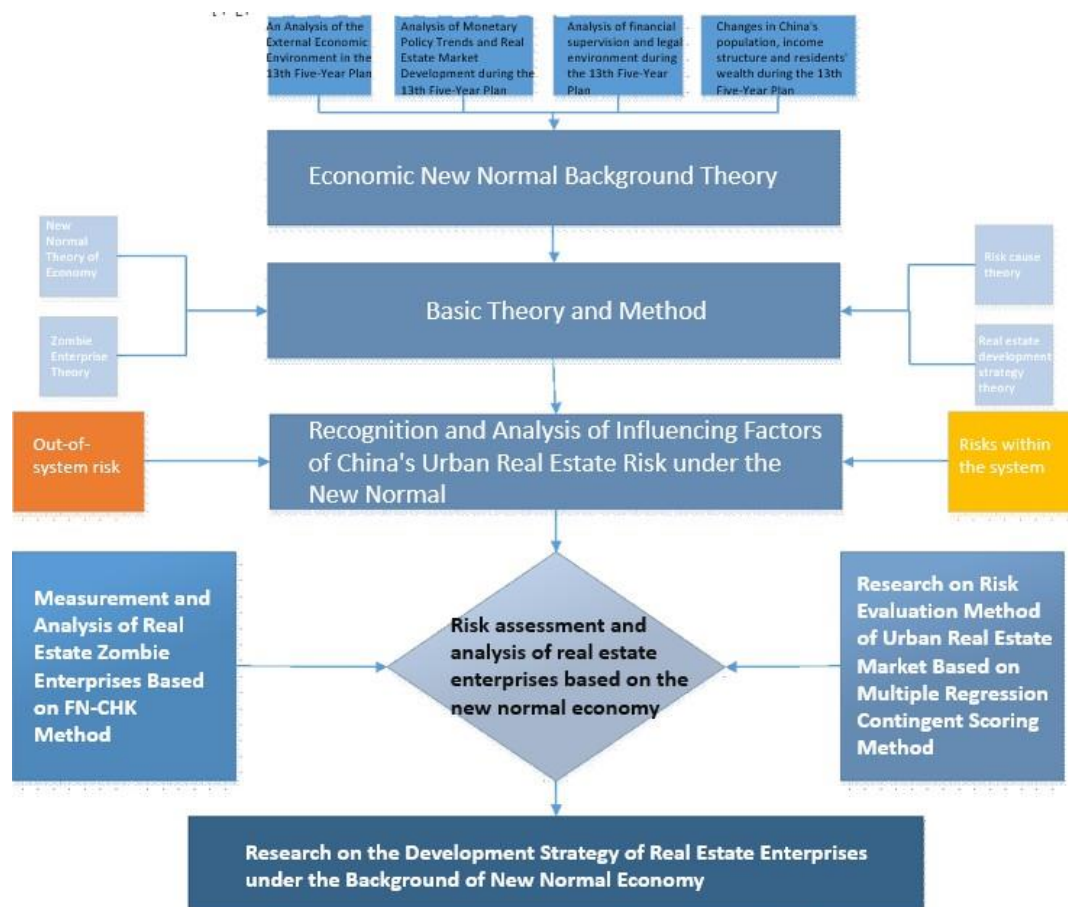 An Analysis of the
External Economic
Environment in the
13th Five-Year Plan
Analysis of Monetary
Policy Trends and Real
Estate Market
Development during the
13th Five-Year Plan
Analysis of financial
supervision and legal
environment during
the 13th Five-Year
Plan
Changes in China's
population, income
structure and residents'
wealth during the 13th
Five-Year Plan
Economic New Normal Background Theory
New
Normal
Theory of
Economy
Zombie
Enterprise
Theory
Basic Theory and Method
Risk cause
theory
Real estate
development
strategy
theory
Out-of-
system risk
Recognition and Analysis of Influencing Factors
of China's Urban Real Estate Risk under the
New Normal
Risks within
the system
Measurement and
Analysis of Real
Estate Zombie
Enterprises Based
on FN-CHK
Method
Risk assessment and
analysis of real estate
enterprises based on the
new normal economy
Research on Risk
Evaluation Method
of Urban Real Estate
Market Based on
Multiple Regression
Contingent Scoring
Method
Research on the Development Strategy of Real Estate Enterprises
under the Background of New Normal Economy